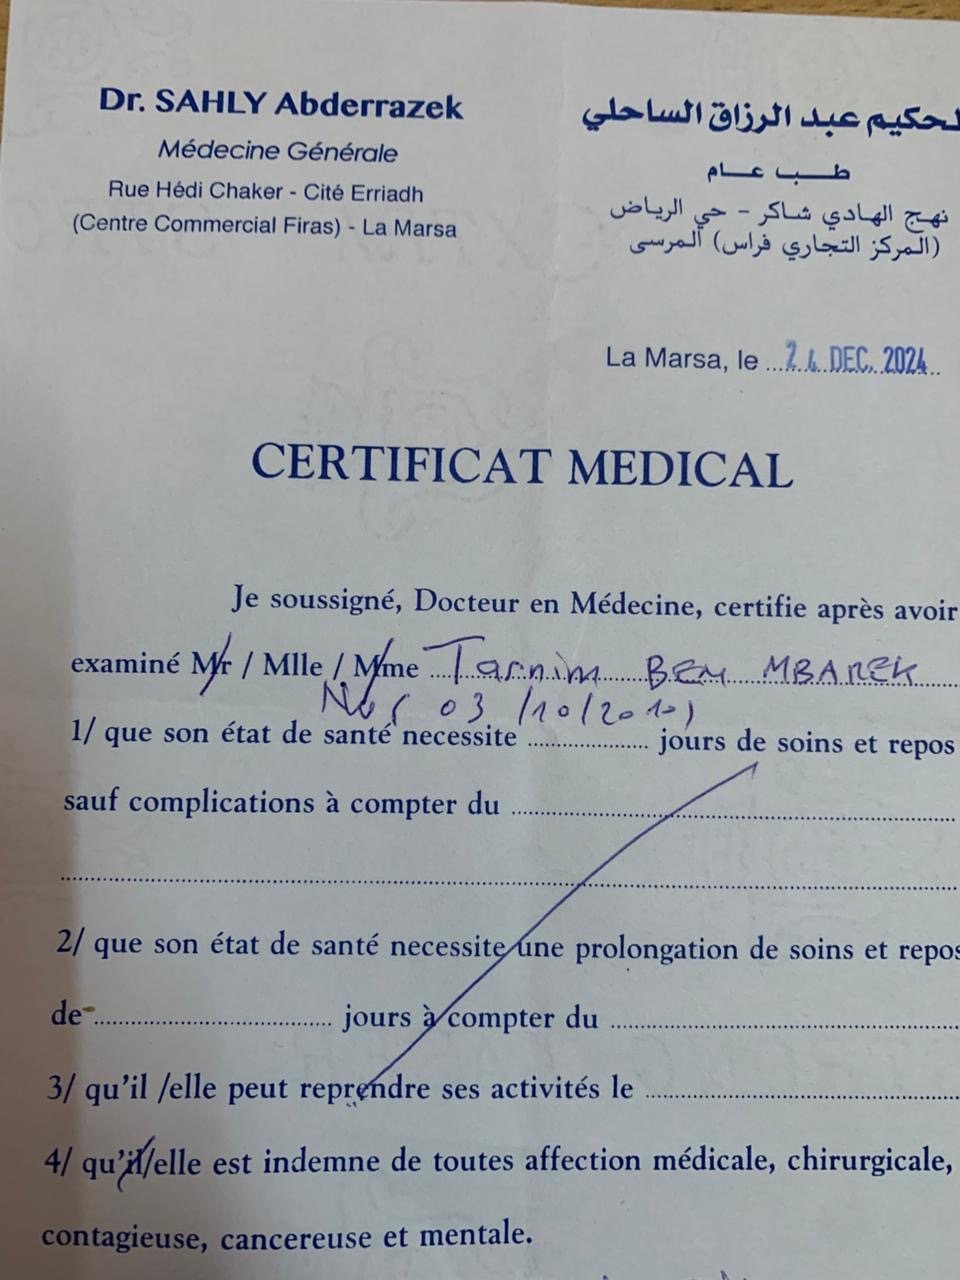 Dr. SAHLY Abderrazek
Médecine Générale
Rue Hédi Chaker - Cité Erriadh
(Centre Commercial Firas) - La Marsa
لحكيم عبد الرزاق الساحلي
طب عام
نهج الهادي شاكر - حي الرياض
(المركز التجاري فراس) المرسى
La Marsa, le ...24 DEC. 2024..
CERTIFICAT MEDICAL
Je soussigné, Docteur en Médecine, certifie après avoir
examiné Mr / Mlle / Mme Tasnim BEN MBAREK
03/10/2010)
1/ que son état de santé necessite .................... jours de soins et repos
sauf complications à compter du ....................
2/ que son état de santé necessite une prolongation de soins et repos
de .................... jours à compter du ....................
3/ qu'il /elle peut reprendre ses activités le ....................
4/ qu'il/elle est indemne de toutes affection médicale, chirurgicale,
contagieuse, cancereuse et mentale.